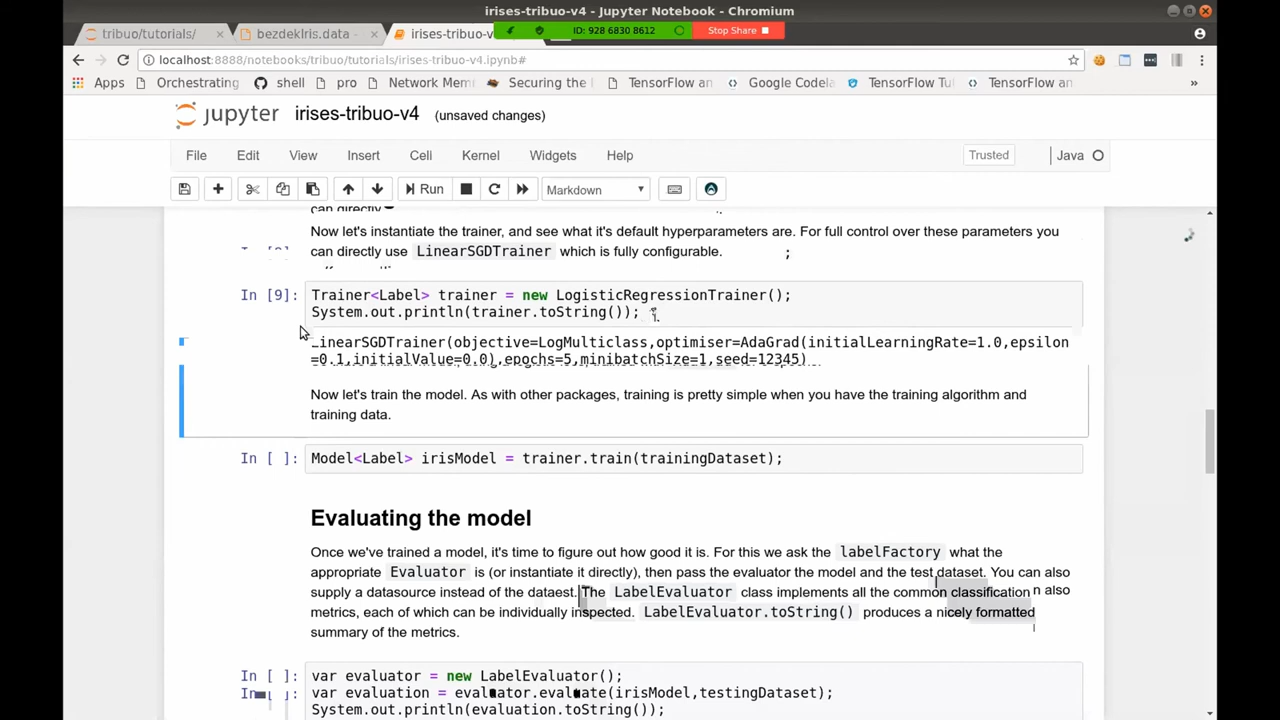 irises-tribuo-v4 - Jupyter Notebook - Chromium
tribuo/tutorials/
bezdekIris.data -
irises-tribuo-v
ID: 928 6830 8612
Stop Share
localhost:8888/notebooks/tribuo/tutorials/irises-tribuo-v4.ipynb#
Apps Orchestrating shell pro Network Mem Securing the TensorFlow an Google Codela TensorFlow Tut »
jupyter irises-tribuo-v4 (unsaved changes)
File Edit View Insert Cell Kernel Widgets Help Trusted Java
Run Markdown
can directly
Now let's instantiate the trainer, and see what it's default hyperparameters are. For full control over these parameters you
can directly use LinearSGDTrainer which is fully configurable.
In [9]: Trainer<Label> trainer = new LogisticRegressionTrainer();
System.out.println(trainer.toString());
LinearSGDTrainer(objective=LogMulticlass,optimiser=AdaGrad(initialLearningRate=1.0,epsilon
=0.1,initialValue=0.0),epochs=5,minibatchSize=1,seed=12345)
Now let's train the model. As with other packages, training is pretty simple when you have the training algorithm and
training data.
In [ ]: Model<Label> irisModel = trainer.train(trainingDataset);
Evaluating the model
Once we've trained a model, it's time to figure out how good it is. For this we ask the labelFactory what the
appropriate Evaluator is (or instantiate it directly), then pass the evaluator the model and the test dataset. You can also
supply a datasource instead of the dataest. The LabelEvaluator class implements all the common classification n also
metrics, each of which can be individually inspected. LabelEvaluator.toString() produces a nicely formatted
summary of the metrics.
In [ ]: var evaluator = new LabelEvaluator();
var evaluation = evaluator.evaluate(irisModel,testingDataset);
System.out.println(evaluation.toString());